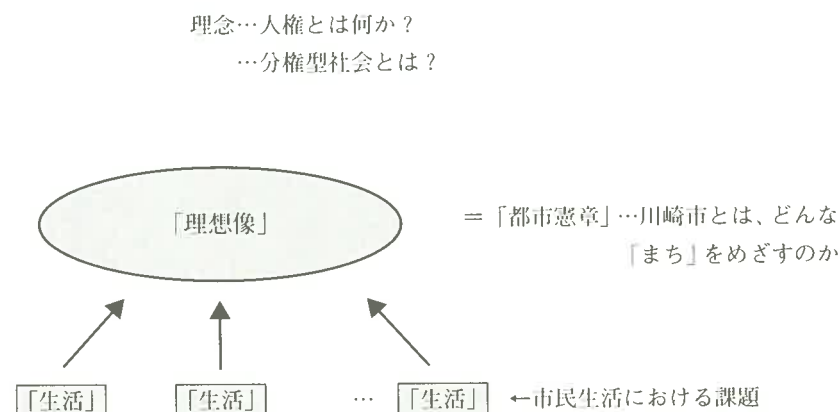 理念…人権とは何か？
…分権型社会とは？
「理想像」
＝「都市憲章」…川崎市とは、どんな
「まち」をめざすのか
「生活」 「生活」 … 「生活」 ←市民生活における課題